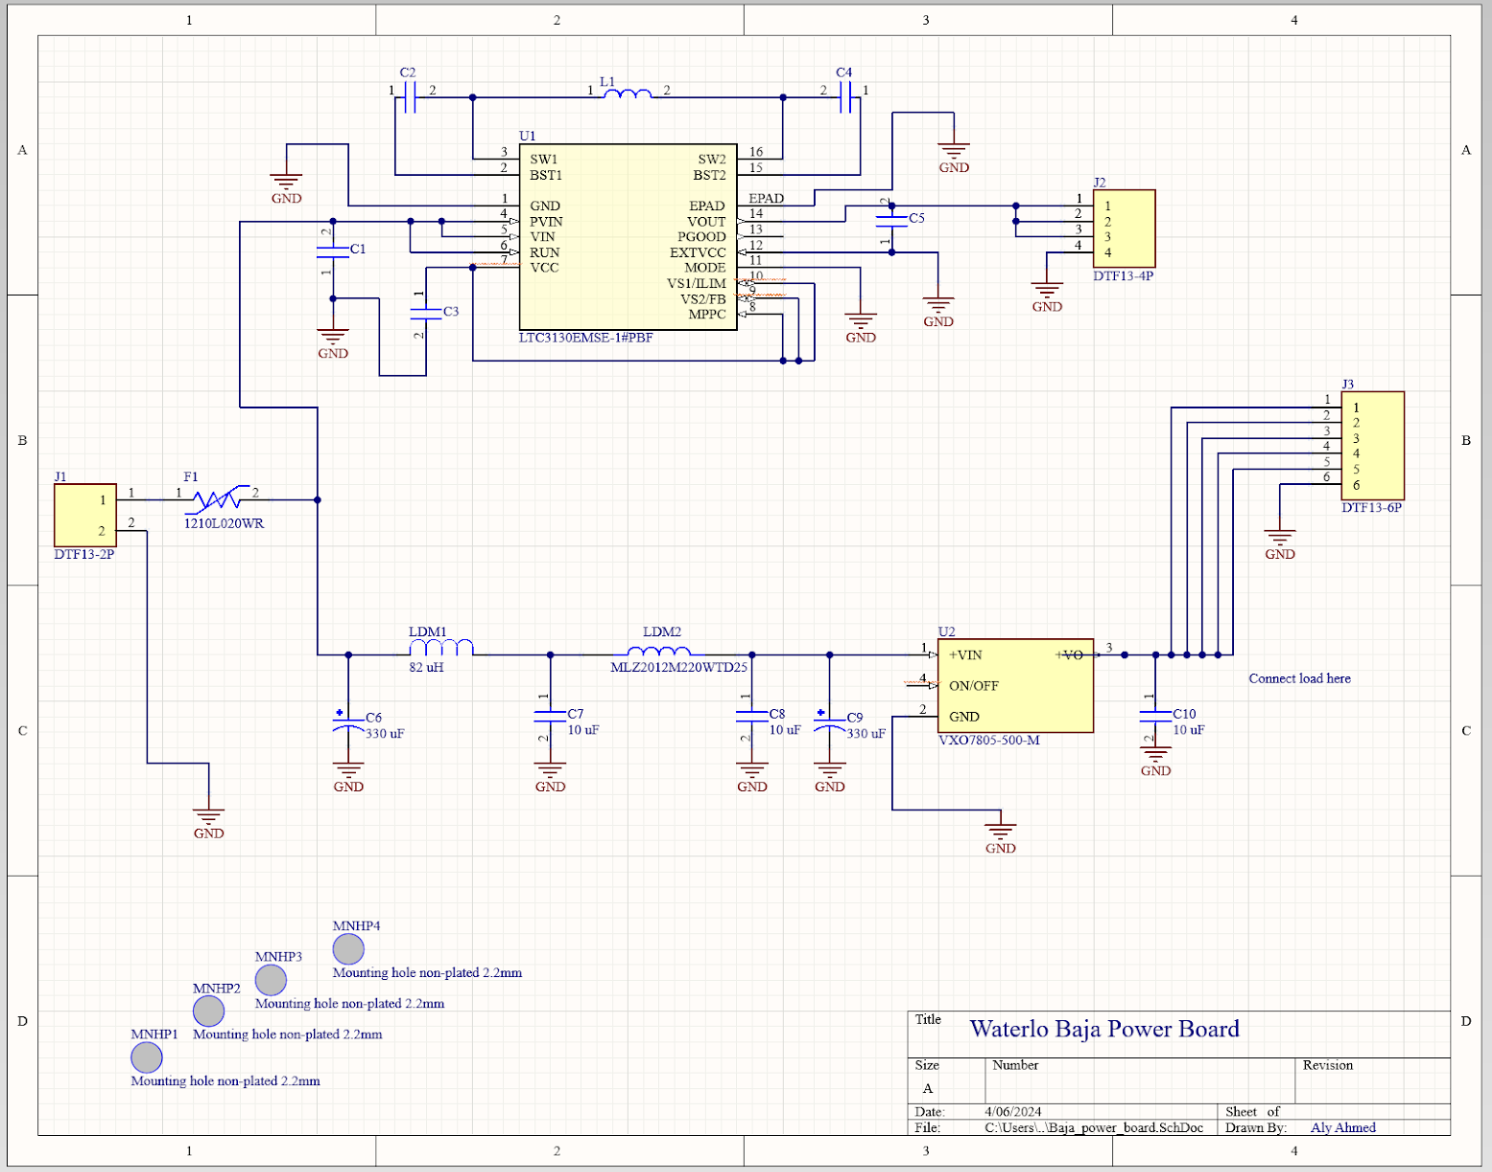 1 2 3 4
C2 L1 C4
1 2 1 2 2 1
A A
U1
3 SW1 SW2 16
2 BST1 BST2 15
GND
GND
1 GND EPAD EPAD
4 PVIN VOUT 14
5 VIN PGOOD 13
6 RUN EXTVCC 12
7 VCC MODE 11
VS1/ILIM 10
VS2/FB 9
MPPC 8
LTC3130EMSE-1#PBF
2 C1 1
GND
1 C3 2
2 C5 1
GND
GND
J2
1 1
2 2
3 3
4 4
DTF13-4P
GND
B B
J3
1 1
2 2
3 3
4 4
5 5
6 6
DTF13-6P
GND
J1
1 1
2 2
DTF13-2P
F1
1 2
1210L020WR
GND
LDM1
82 uH
LDM2
MLZ2012M220WTD25
U2
1 +VIN +VO 3
4 ON/OFF
2 GND
VXO7805-500-M
Connect load here
C C
C6
330 uF
GND
1 C7
2 10 uF
GND
1 C8
2 10 uF
GND
C9
330 uF
GND
1 C10
2 10 uF
GND
GND
MNHP4
Mounting hole non-plated 2.2mm
MNHP3
Mounting hole non-plated 2.2mm
MNHP2
Mounting hole non-plated 2.2mm
MNHP1
Mounting hole non-plated 2.2mm
D D
Title Waterlo Baja Power Board
Size Number Revision
A
Date: 4/06/2024 Sheet of
File: C:\Users\..\Baja_power_board.SchDoc Drawn By: Aly Ahmed
1 2 3 4